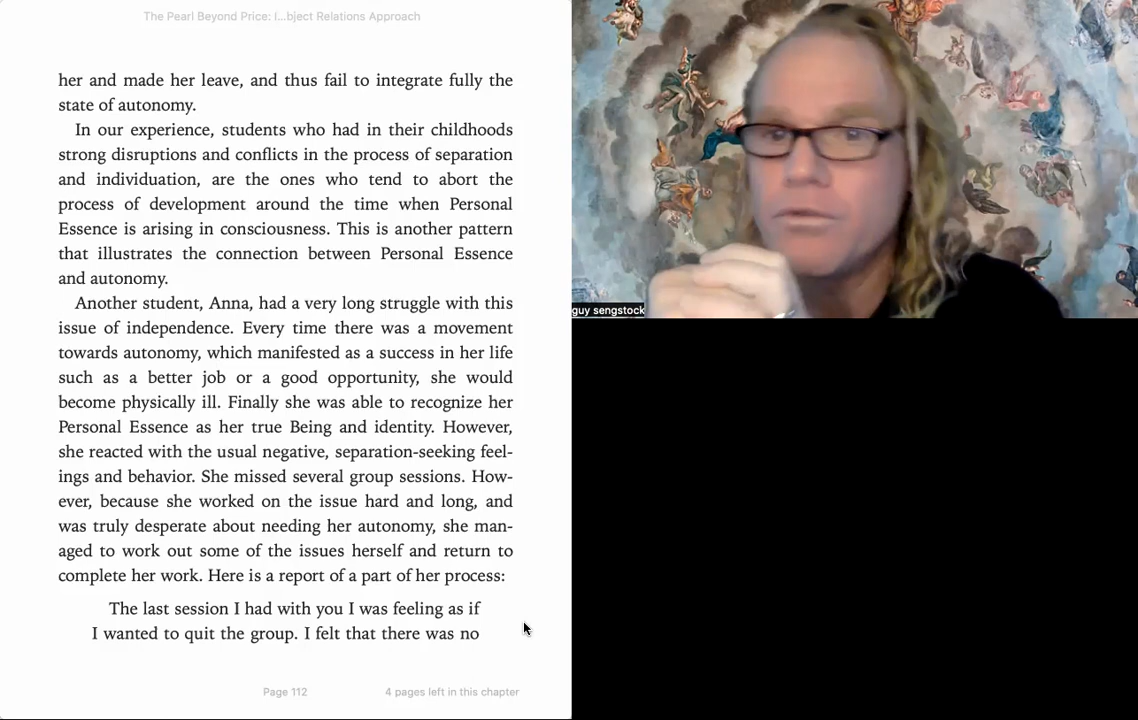 The Pearl Beyond Price: I...bject Relations Approach
her and made her leave, and thus fail to integrate fully the
state of autonomy.
In our experience, students who had in their childhoods
strong disruptions and conflicts in the process of separation
and individuation, are the ones who tend to abort the
process of development around the time when Personal
Essence is arising in consciousness. This is another pattern
that illustrates the connection between Personal Essence
and autonomy.
Another student, Anna, had a very long struggle with this
issue of independence. Every time there was a movement
towards autonomy, which manifested as a success in her life
such as a better job or a good opportunity, she would
become physically ill. Finally she was able to recognize her
Personal Essence as her true Being and identity. However,
she reacted with the usual negative, separation-seeking feel-
ings and behavior. She missed several group sessions. How-
ever, because she worked on the issue hard and long, and
was truly desperate about needing her autonomy, she man-
aged to work out some of the issues herself and return to
complete her work. Here is a report of a part of her process:
The last session I had with you I was feeling as if
I wanted to quit the group. I felt that there was no
Page 112
4 pages left in this chapter
guy sengstock